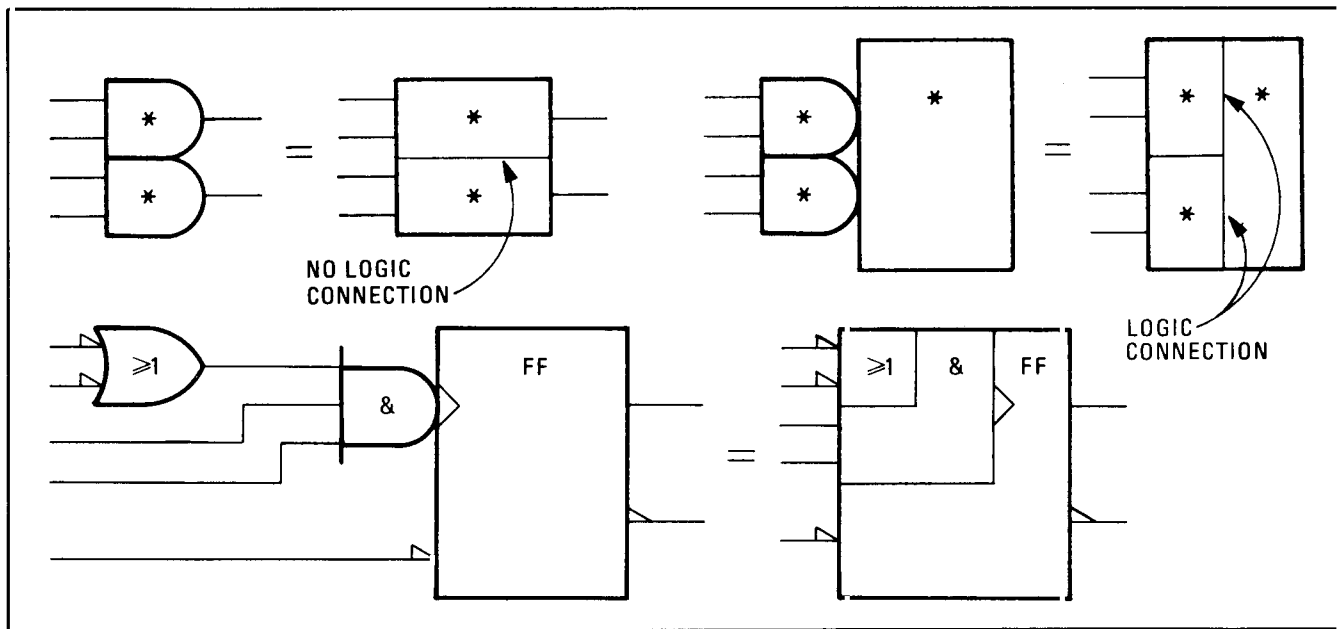 * = * * = * *
* * * *
NO LOGIC
CONNECTION
LOGIC
CONNECTION
≥1 & FF = ≥1 & FF